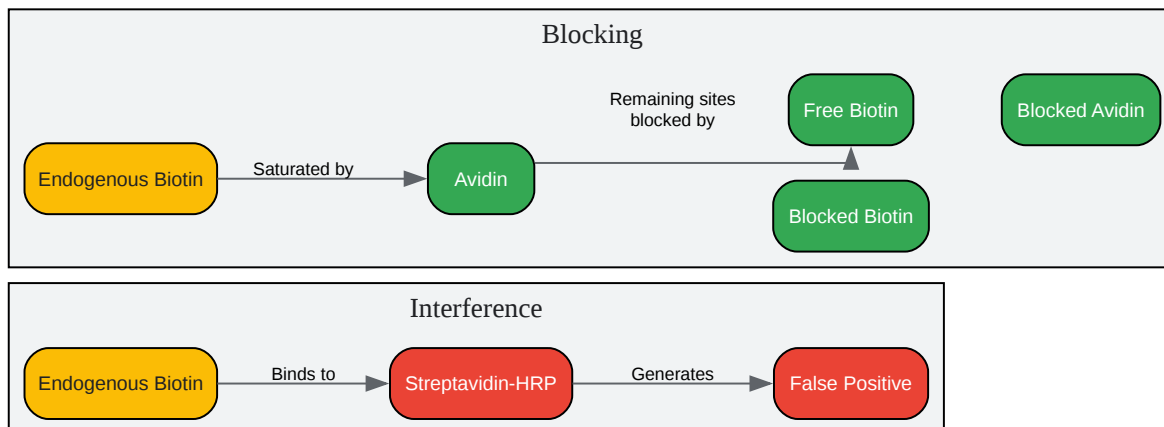 Blocking
Remaining sites
blocked by
Free Biotin
Blocked Avidin
Endogenous Biotin
Saturated by
Avidin
Blocked Biotin
Interference
Endogenous Biotin
Binds to
Streptavidin-HRP
Generates
False Positive